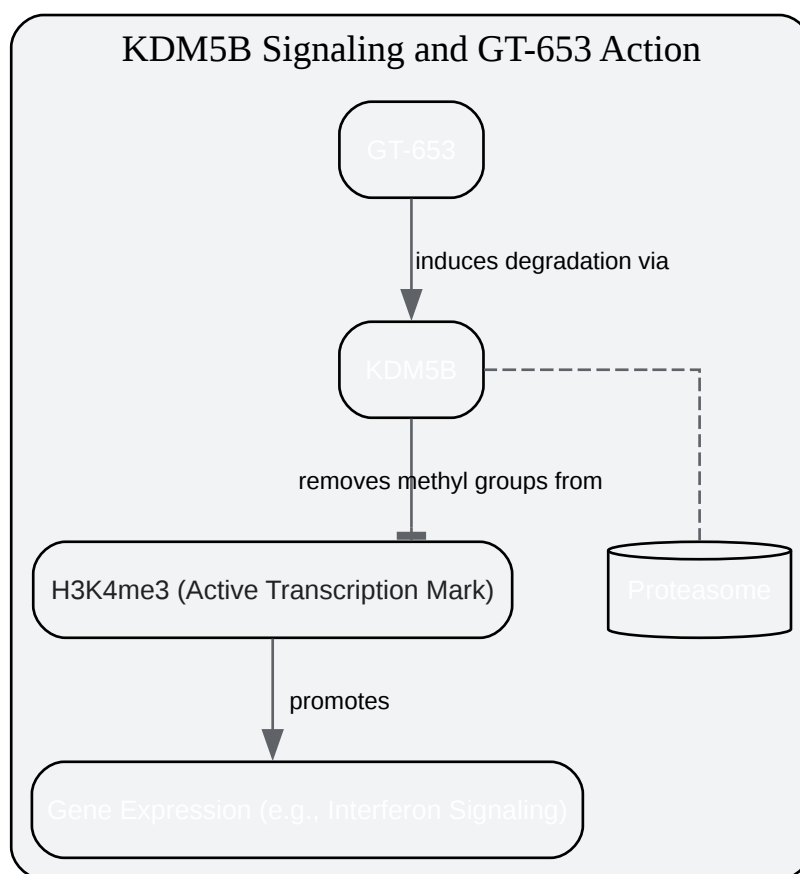 KDM5B Signaling and GT-653 Action
GT-653
induces degradation via
KDM5B
removes methyl groups from
H3K4me3 (Active Transcription Mark)
Proteasome
promotes
Gene Expression (e.g., Interferon Signaling)